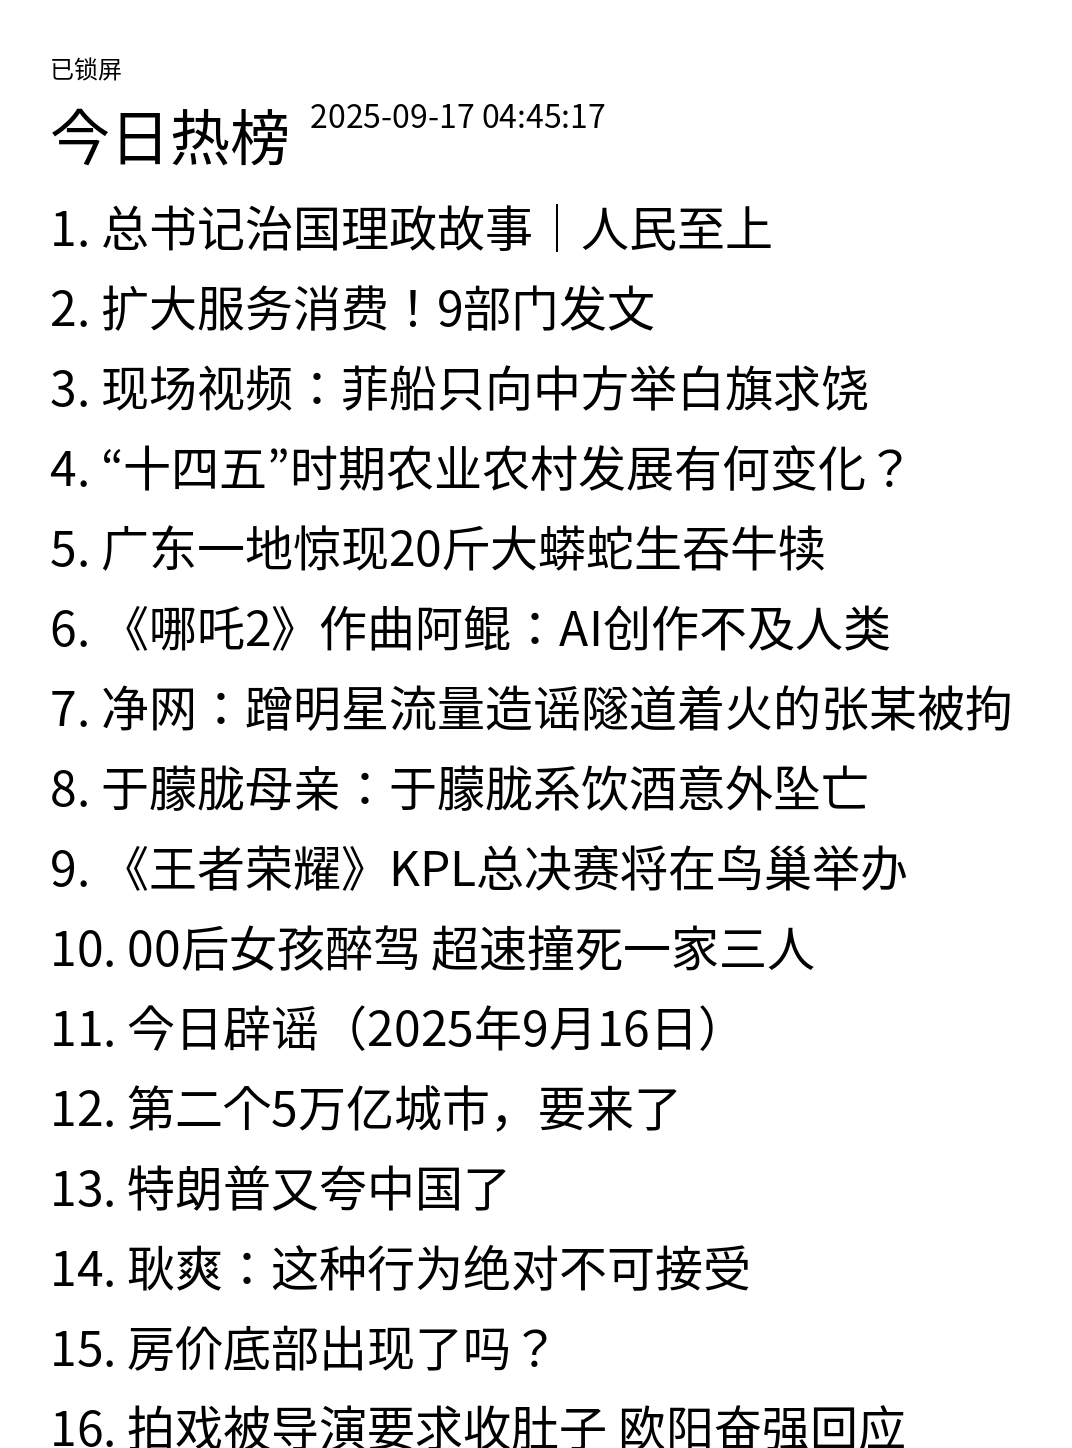 已锁屏
今日热榜 2025-09-17 04:45:17
1. 总书记治国理政故事｜人民至上
2. 扩大服务消费！9部门发文
3. 现场视频：菲船只向中方举白旗求饶
4. “十四五”时期农业农村发展有何变化？
5. 广东一地惊现20斤大蟒蛇生吞牛犊
6. 《哪吒2》作曲阿鲲：AI创作不及人类
7. 净网：蹭明星流量造谣隧道着火的张某被拘
8. 于朦胧母亲：于朦胧系饮酒意外坠亡
9. 《王者荣耀》KPL总决赛将在鸟巢举办
10. 00后女孩醉驾 超速撞死一家三人
11. 今日辟谣（2025年9月16日）
12. 第二个5万亿城市，要来了
13. 特朗普又夸中国了
14. 耿爽：这种行为绝对不可接受
15. 房价底部出现了吗？
16. 拍戏被导演要求收肚子 欧阳奋强回应